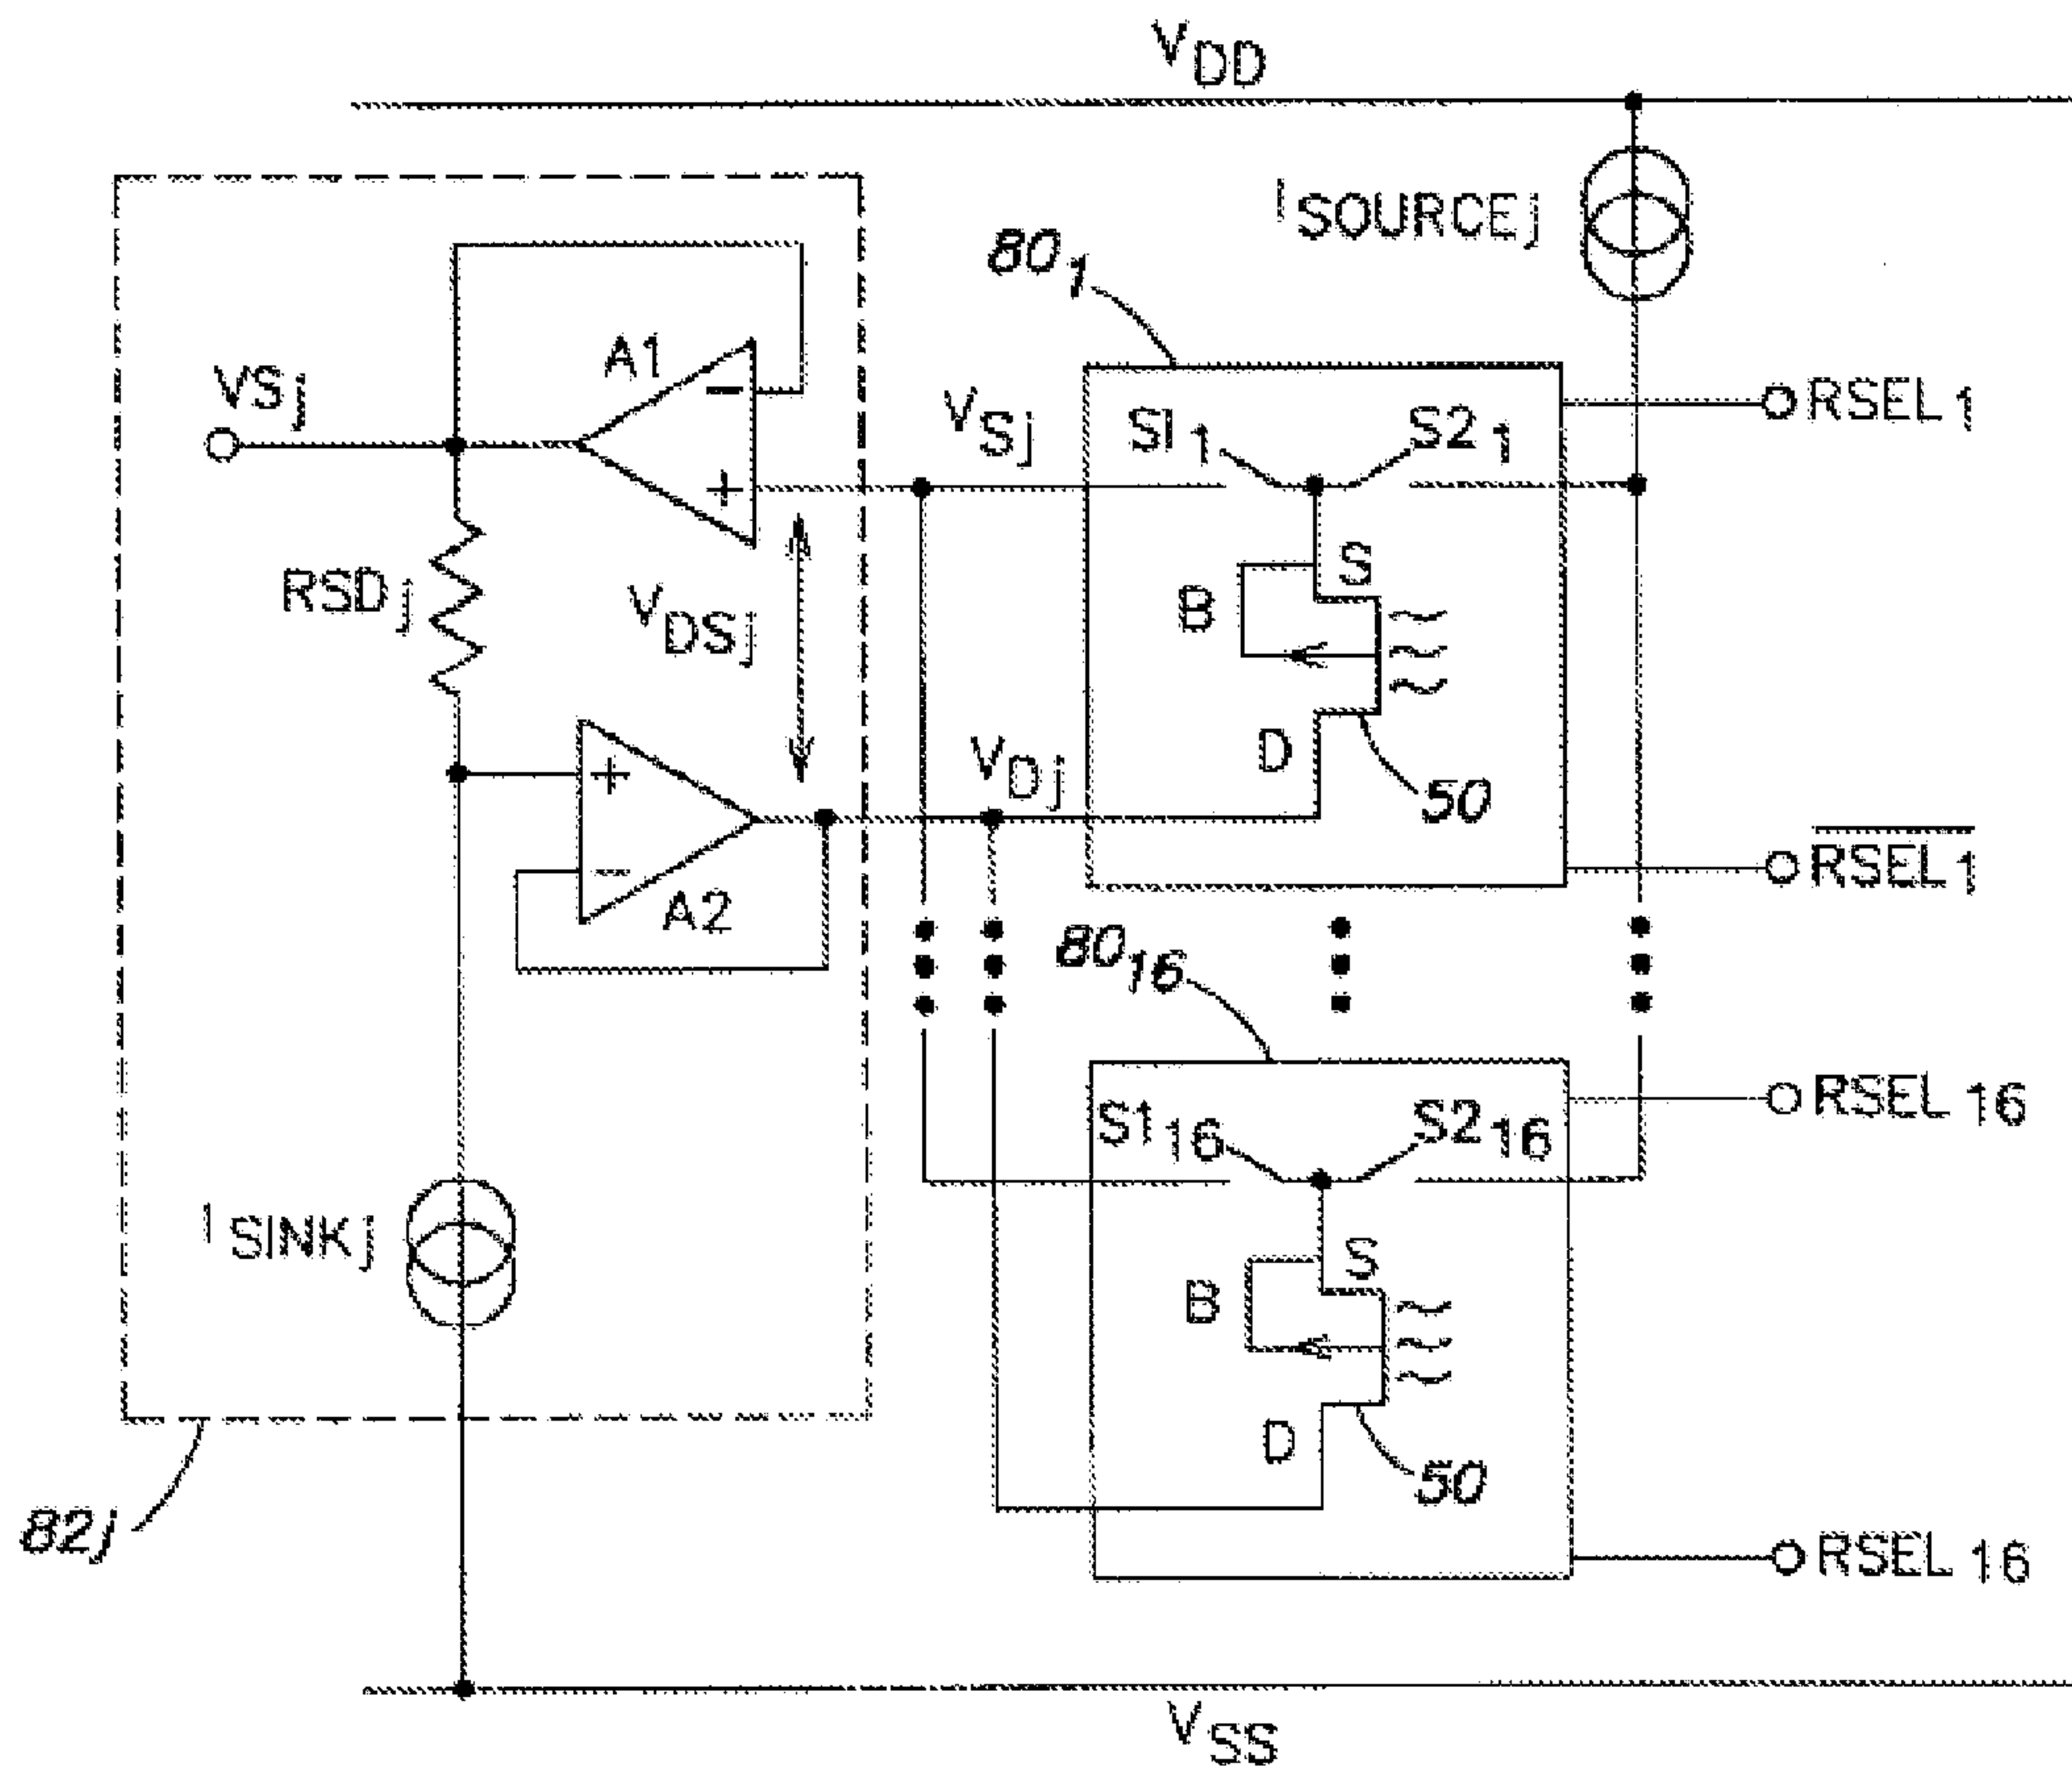 VDD
ISOURCEj
801
A1
VSj
VSj
SI1
S21
RSEL1
−
+
S
RSDj
VDSj
B
D
VDj
50
+
−
RSEL1
A2
8016
RSEL16
S116
S216
ISINKj
S
B
D
50
82j
RSEL16
VSS